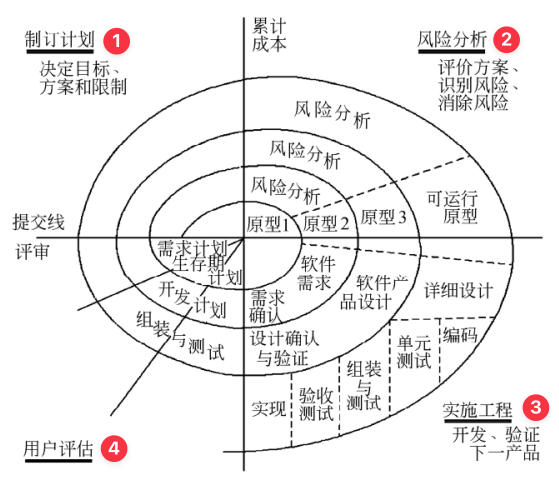 制订计划 1
决定目标、
方案和限制
累计
成本
风险分析 2
评价方案、
识别风险、
消除风险
风险分析
风险分析
风险分析
可运行
原型
原型1
原型2
原型3
提交线
评审
需求计划
生存期
计划
开发计划
组装与测试
软件
需求
需求
确认
软件产
品设计
详细设计
设计确认
与验证
实现
验收
测试
组装
与
测试
单元
测试
编码
实施工程 3
开发、验证
下一产品
用户评估 4